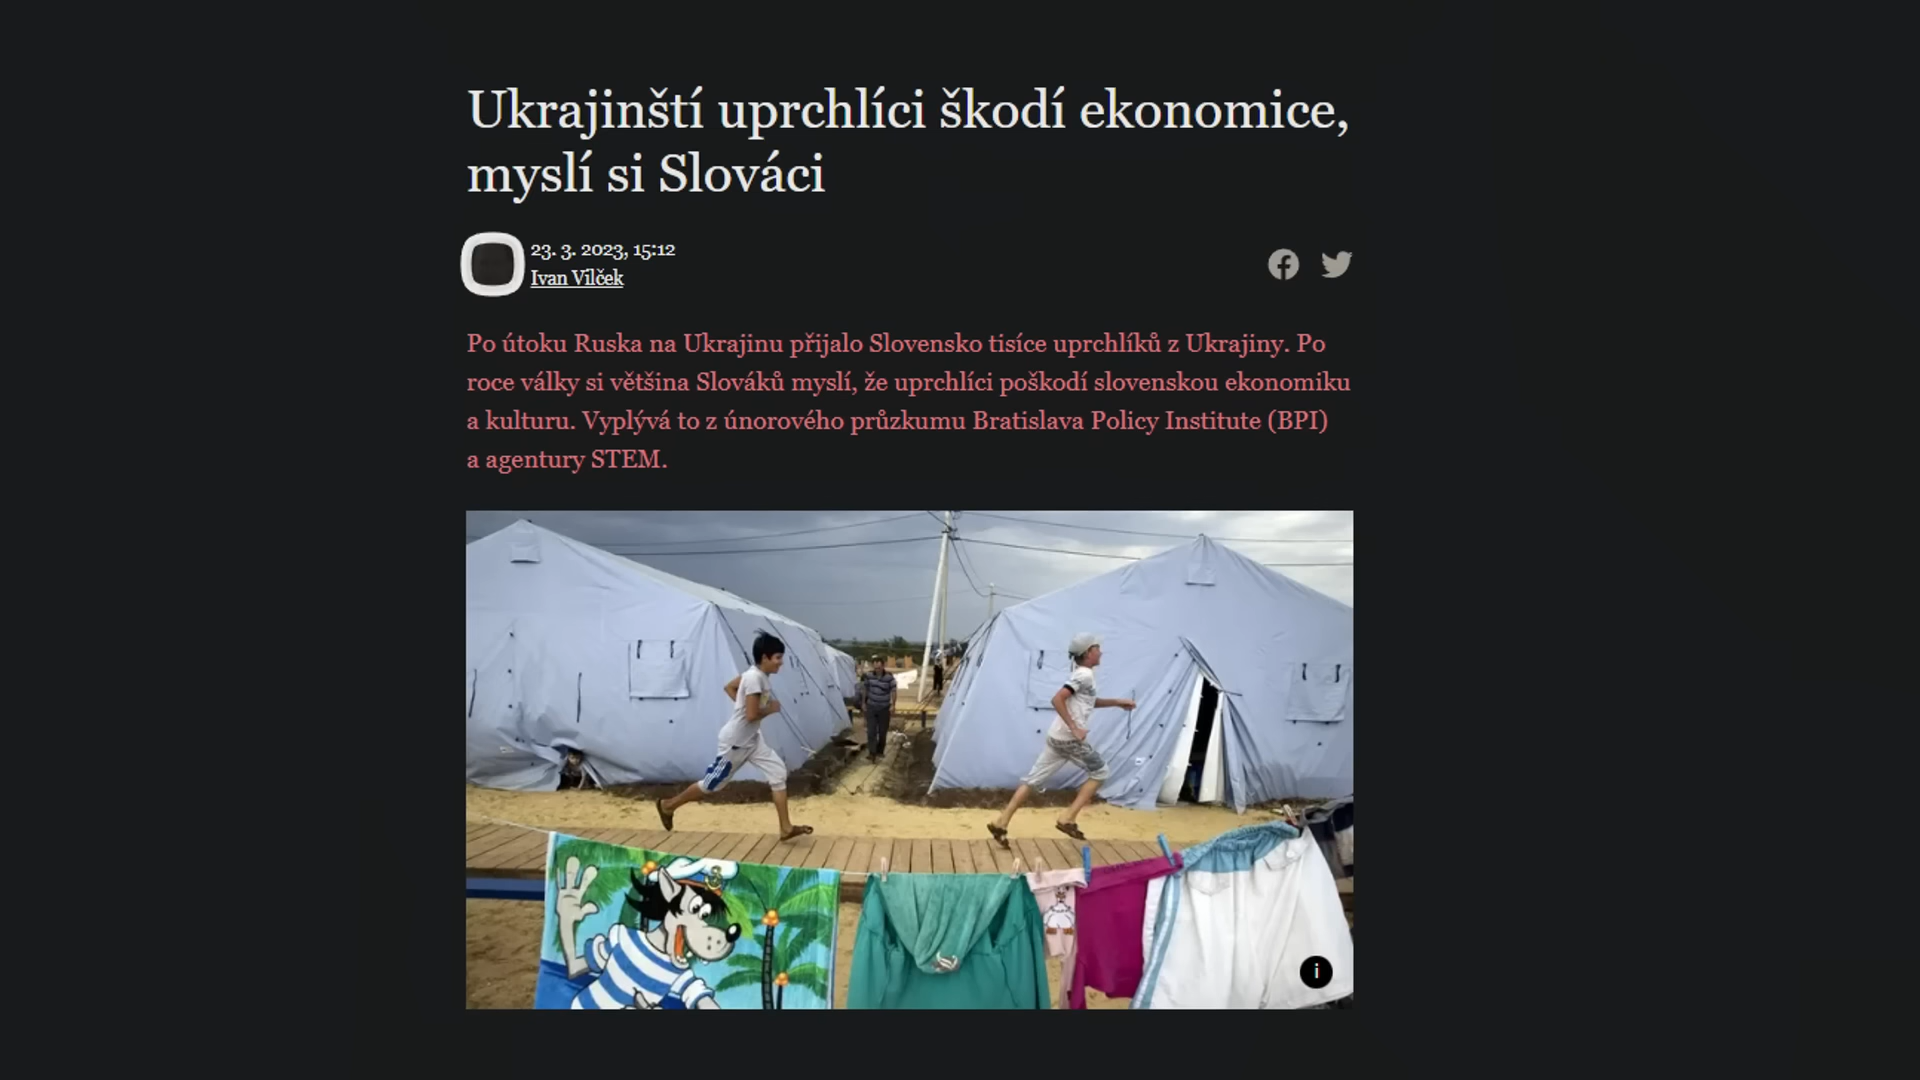 Ukrajinští uprchlíci škodí ekonomice,
myslí si Slováci
23. 3. 2023, 15:12
Ivan Vilček
Po útoku Ruska na Ukrajinu přijalo Slovensko tisíce uprchlíků z Ukrajiny. Po
roce války si většina Slováků myslí, že uprchlíci poškodí slovenskou ekonomiku
a kulturu. Vyplývá to z únorového průzkumu Bratislava Policy Institute (BPI)
a agentury STEM.
i